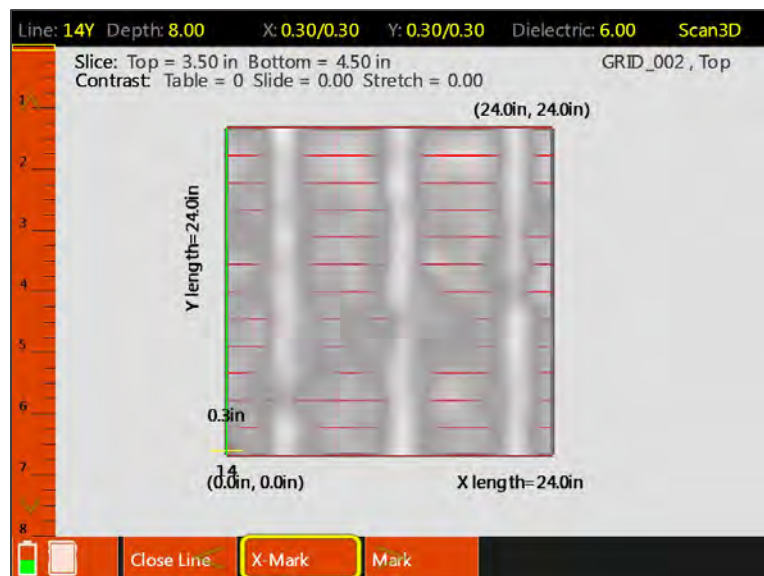 Line: 14Y Depth: 8.00 X: 0.30/0.30 Y: 0.30/0.30 Dielectric: 6.00 Scan3D
Slice: Top = 3.50 in Bottom = 4.50 in GRID_002 , Top
Contrast: Table = 0 Slide = 0.00 Stretch = 0.00
(24.0in, 24.0in)
1
2
3
4
5
6
7
8
Y length=24.0in
0.3in
14
(0.0in, 0.0in)
X length=24.0in
Close Line
X-Mark
Mark